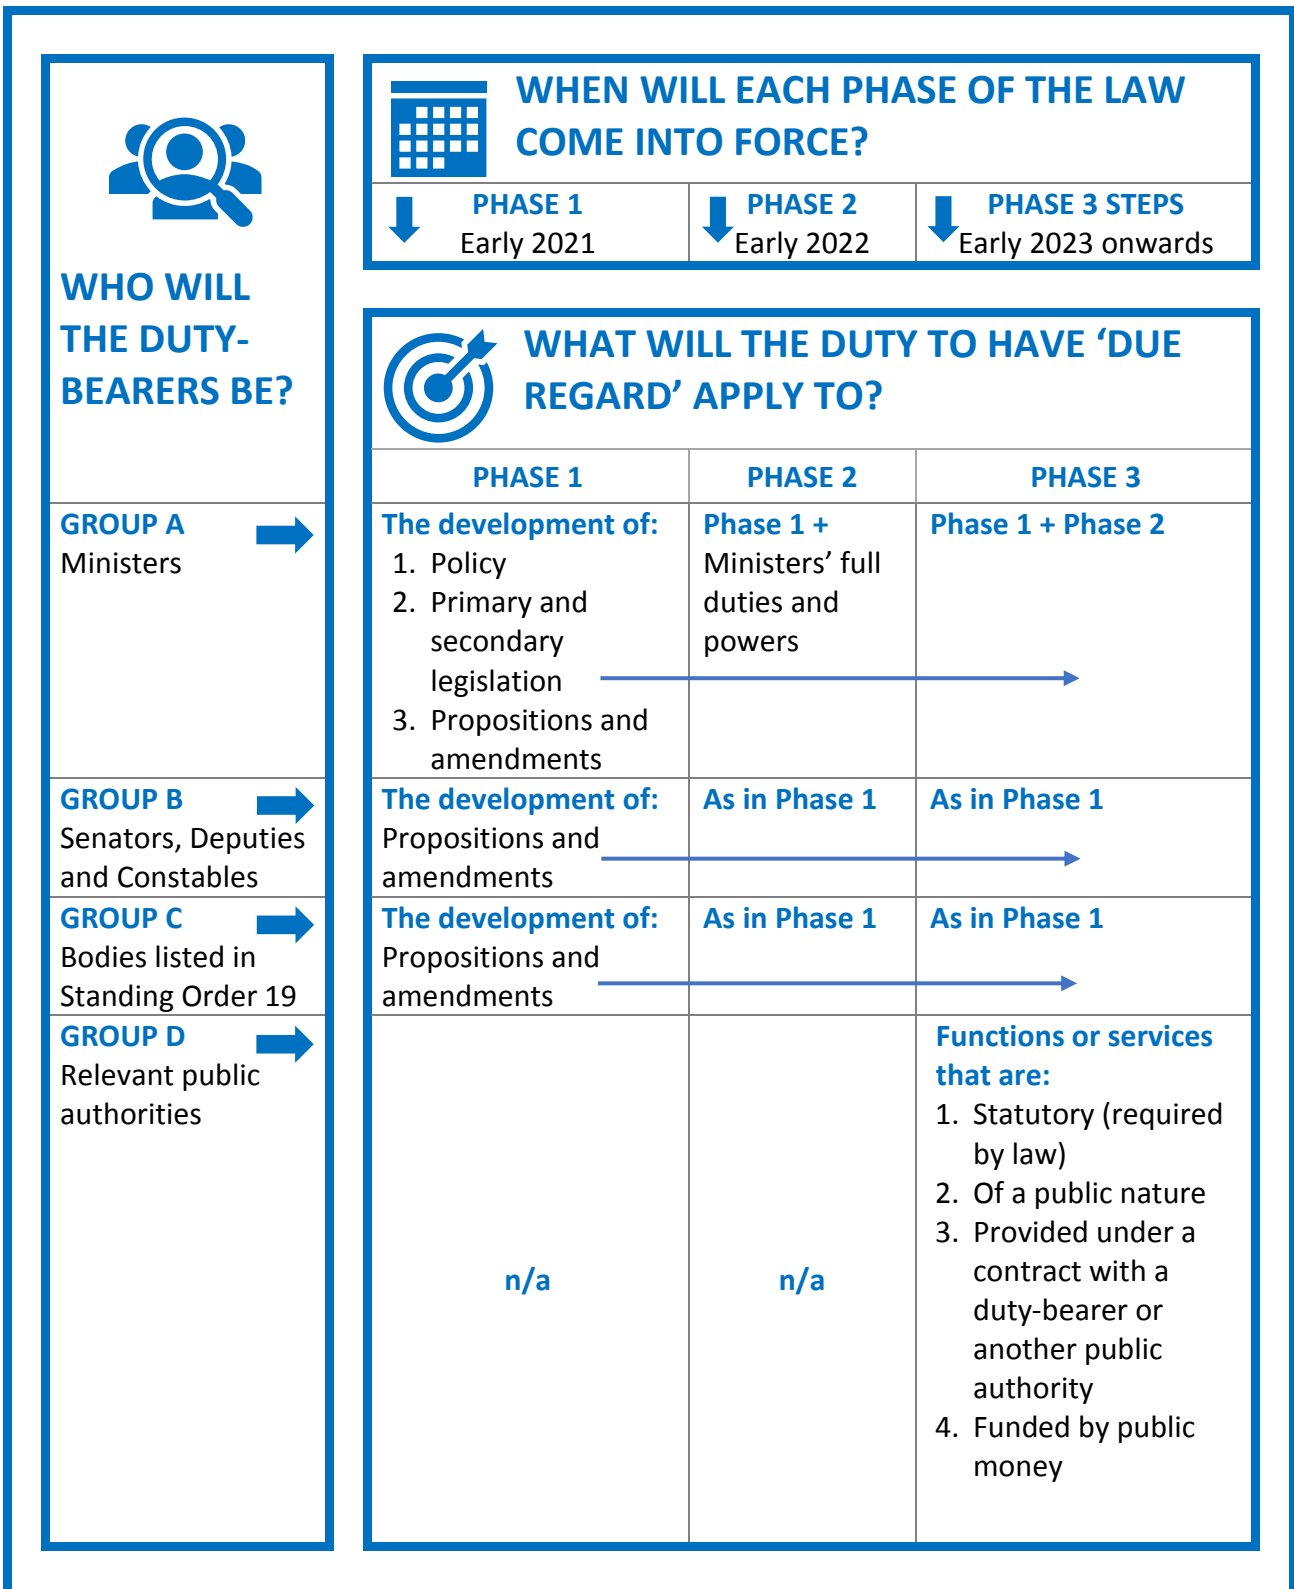 WHO WILL
THE DUTY-
BEARERS BE?
WHEN WILL EACH PHASE OF THE LAW
COME INTO FORCE?
PHASE 1
Early 2021
PHASE 2
Early 2022
PHASE 3 STEPS
Early 2023 onwards
WHAT WILL THE DUTY TO HAVE ‘DUE
REGARD’ APPLY TO?
PHASE 1
PHASE 2
PHASE 3
GROUP A
Ministers
The development of:
1. Policy
2. Primary and
secondary
legislation
3. Propositions and
amendments
Phase 1 +
Ministers’ full
duties and
powers
Phase 1 + Phase 2
GROUP B
Senators, Deputies
and Constables
The development of:
Propositions and
amendments
As in Phase 1
As in Phase 1
GROUP C
Bodies listed in
Standing Order 19
The development of:
Propositions and
amendments
As in Phase 1
As in Phase 1
GROUP D
Relevant public
authorities
n/a
n/a
Functions or services
that are:
1. Statutory (required
by law)
2. Of a public nature
3. Provided under a
contract with a
duty-bearer or
another public
authority
4. Funded by public
money